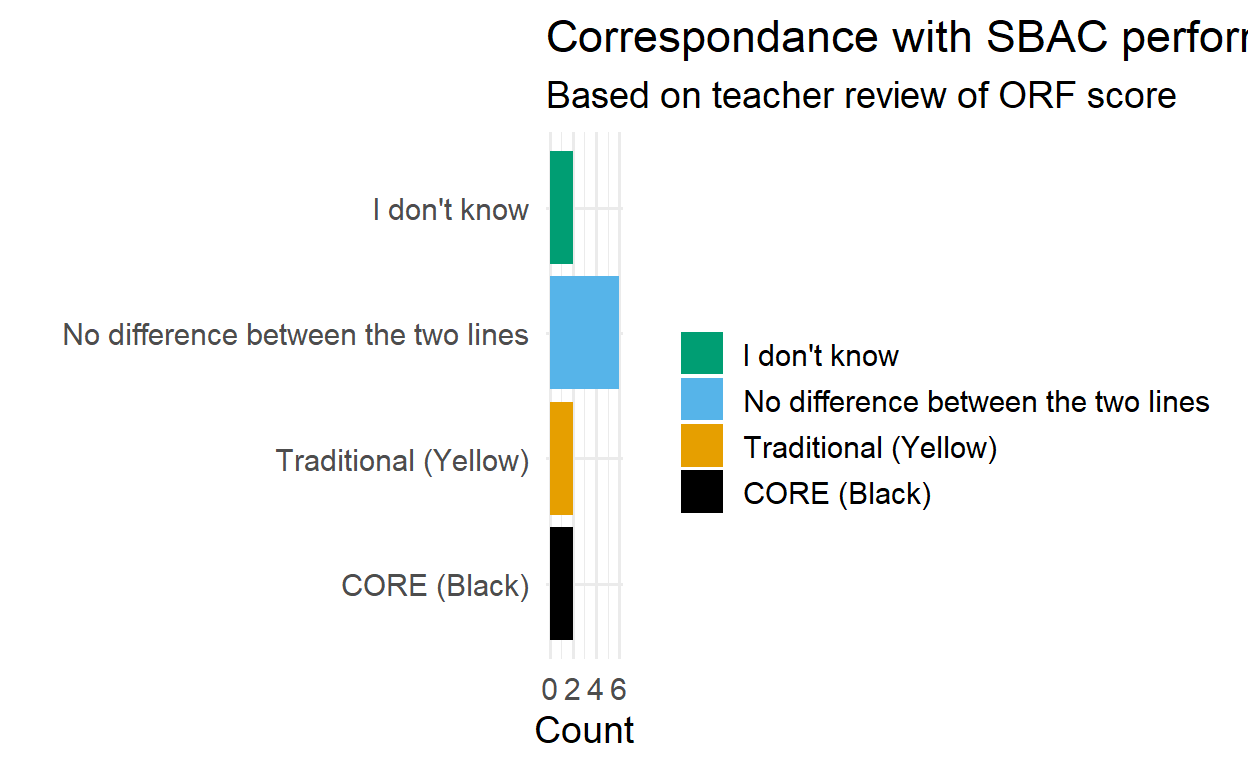 Correspondance with SBAC perforr
Based on teacher review of ORF score
I don't know
No difference between the two lines
Traditional (Yellow)
CORE (Black)
I don't know
No difference between the two lines
Traditional (Yellow)
CORE (Black)
0 2 4 6
Count